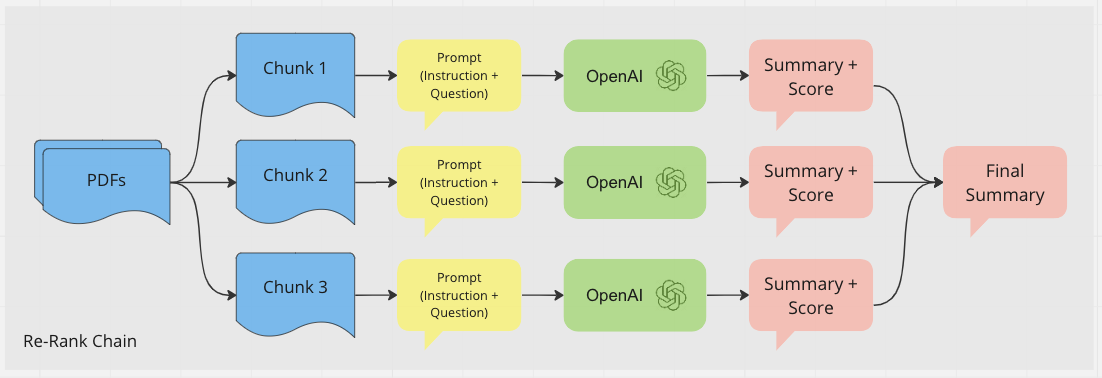 PDFs
Chunk 1
Prompt
(Instruction +
Question)
OpenAI
Summary +
Score
Chunk 2
Prompt
(Instruction +
Question)
OpenAI
Summary +
Score
Chunk 3
Prompt
(Instruction +
Question)
OpenAI
Summary +
Score
Final
Summary
Re-Rank Chain